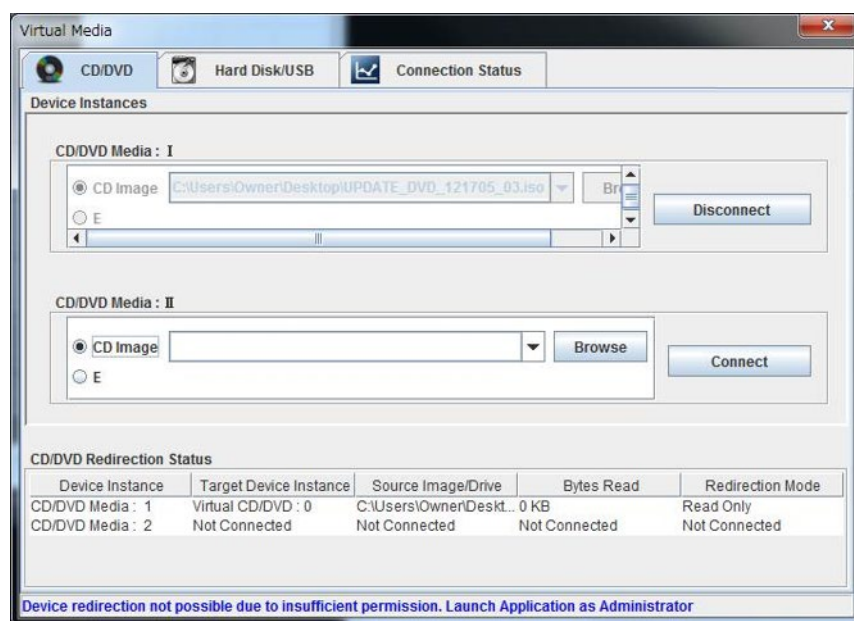 Virtual Media
CD/DVD Hard Disk/USB Connection Status
Device Instances
CD/DVD Media : I
CD Image C:\Users\Owner\Desktop\UPDATE_DVD_121705_03.iso
E
Disconnect
CD/DVD Media : II
CD Image Browse
E
Connect
CD/DVD Redirection Status
Device Instance Target Device Instance Source Image/Drive Bytes Read Redirection Mode
CD/DVD Media : 1 Virtual CD/DVD : 0 C:\Users\Owner\Deskt... 0 KB Read Only
CD/DVD Media : 2 Not Connected Not Connected Not Connected Not Connected
Device redirection not possible due to insufficient permission. Launch Application as Administrator